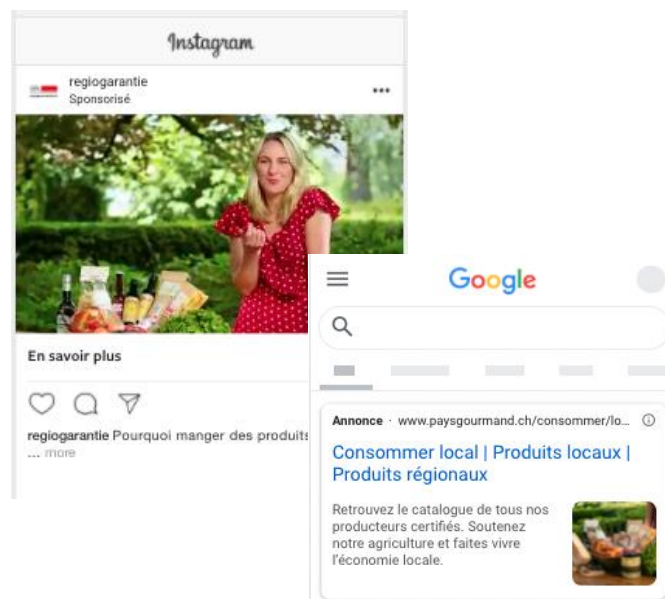 Instagram
regiogarantie
Sponsorisé
En savoir plus
regiogarantie Pourquoi manger des produits
... more
Google
Annonce · www.paysgourmand.ch/consommer/lo...
Consommer local | Produits locaux |
Produits régionaux
Retrouvez le catalogue de tous nos
producteurs certifiés. Soutenez
notre agriculture et faites vivre
l'économie locale.